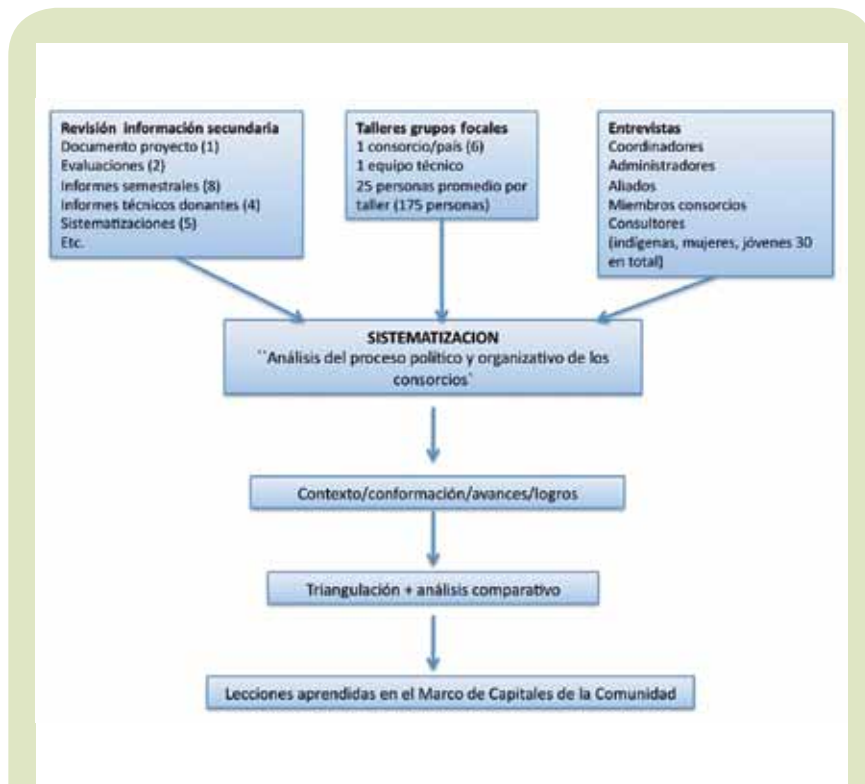 Revisión información secundaria
Documento proyecto (1)
Evaluaciones (2)
Informes semestrales (8)
Informes técnicos donantes (4)
Sistematizaciones (5)
Etc.
Talleres grupos focales
1 consorcio/país (6)
1 equipo técnico
25 personas promedio por
taller (175 personas)
Entrevistas
Coordinadores
Administradores
Aliados
Miembros consorcios
Consultores
(indígenas, mujeres, jóvenes 30
en total)
SISTEMATIZACION
``Análisis del proceso político y organizativo de los
consorcios`
Contexto/conformación/avances/logros
Triangulación + análisis comparativo
Lecciones aprendidas en el Marco de Capitales de la Comunidad